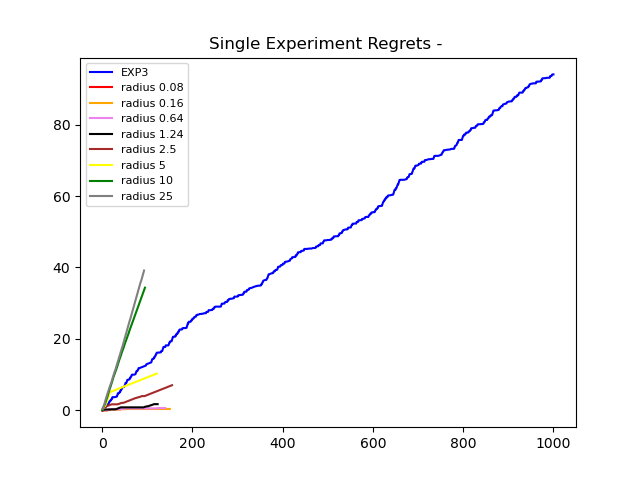 Single Experiment Regrets -
EXP3
radius 0.08
radius 0.16
radius 0.64
radius 1.24
radius 2.5
radius 5
radius 10
radius 25
80
60
40
20
0
0 200 400 600 800 1000